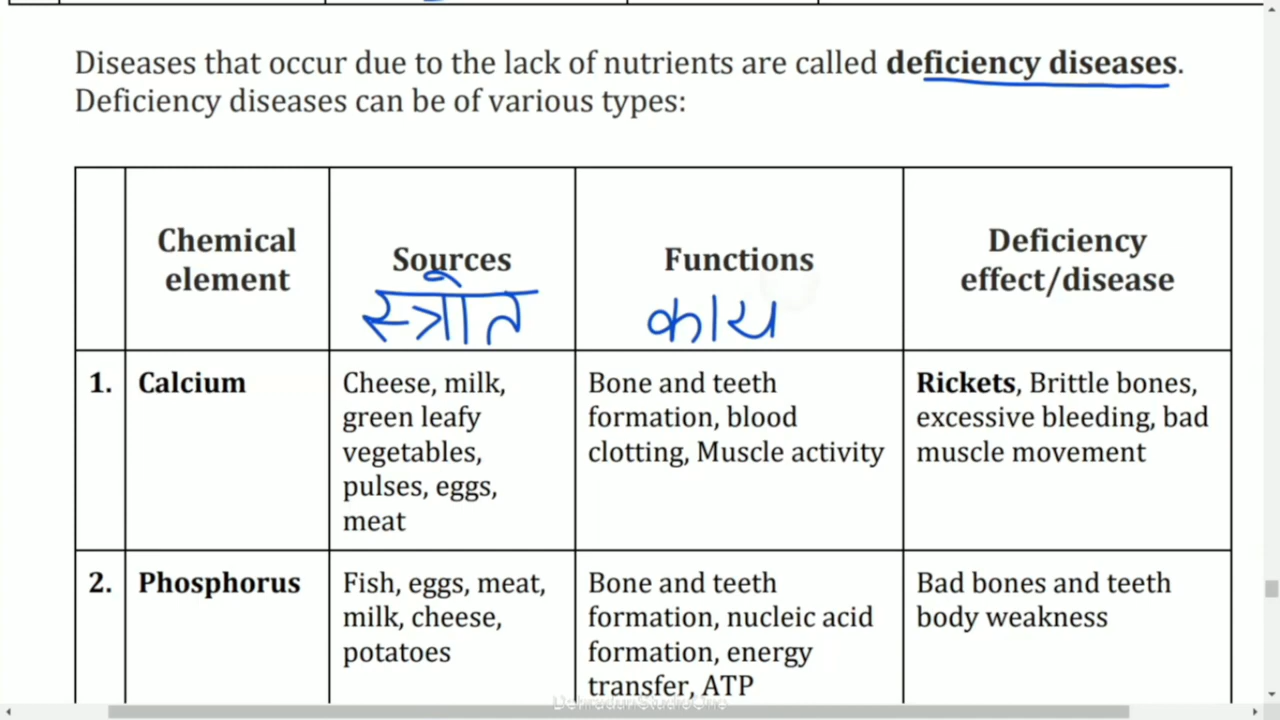 Diseases that occur due to the lack of nutrients are called deficiency diseases.
Deficiency diseases can be of various types:
Chemical element
Sources
स्त्रोत
Functions
काय
Deficiency effect/disease
1.
Calcium
Cheese, milk,
green leafy
vegetables,
pulses, eggs,
meat
Bone and teeth
formation, blood
clotting, Muscle activity
Rickets, Brittle bones,
excessive bleeding, bad
muscle movement
2.
Phosphorus
Fish, eggs, meat,
milk, cheese,
potatoes
Bone and teeth
formation, nucleic acid
formation, energy
transfer, ATP
Bad bones and teeth
body weakness
DehradunStudioOne